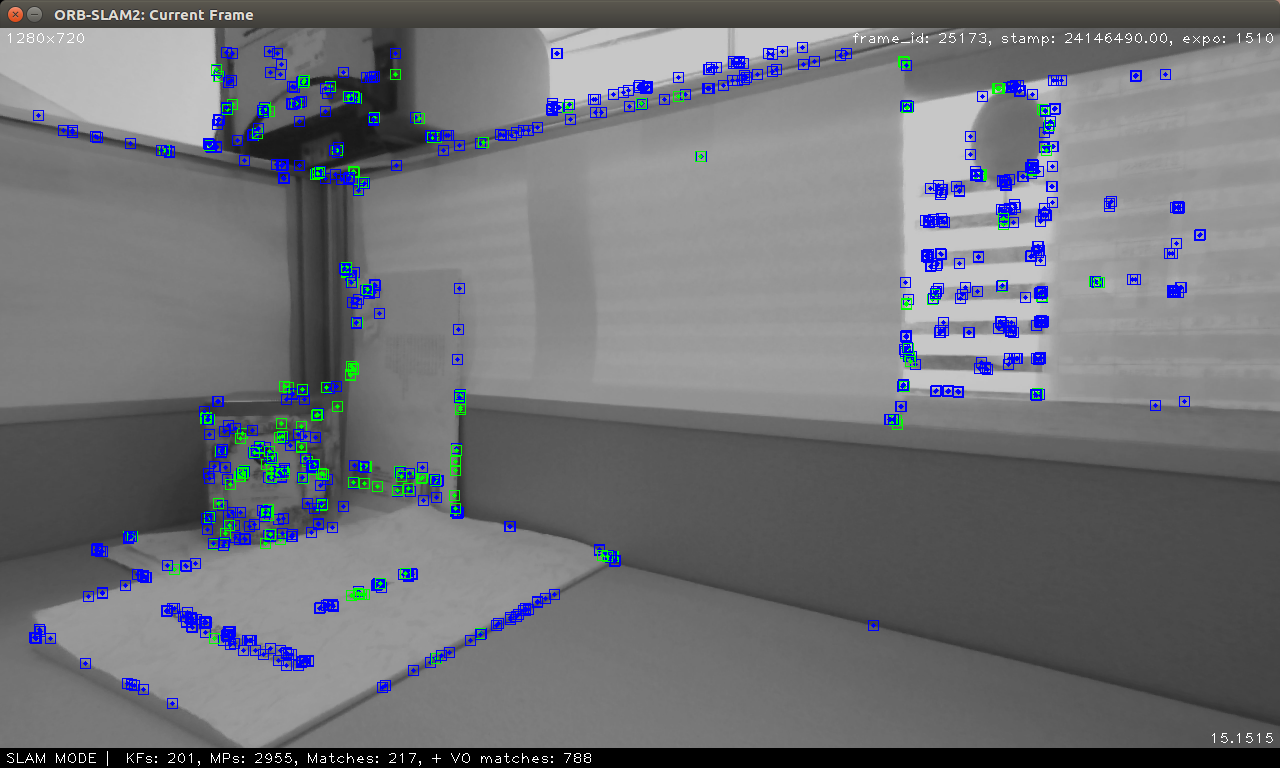 ORB-SLAM2: Current Frame
1280x720
frame_id: 25173, stamp: 24146490.00, expo: 1510
15.1515
SLAM MODE | KFs: 201, MPs: 2955, Matches: 217, + VO matches: 788